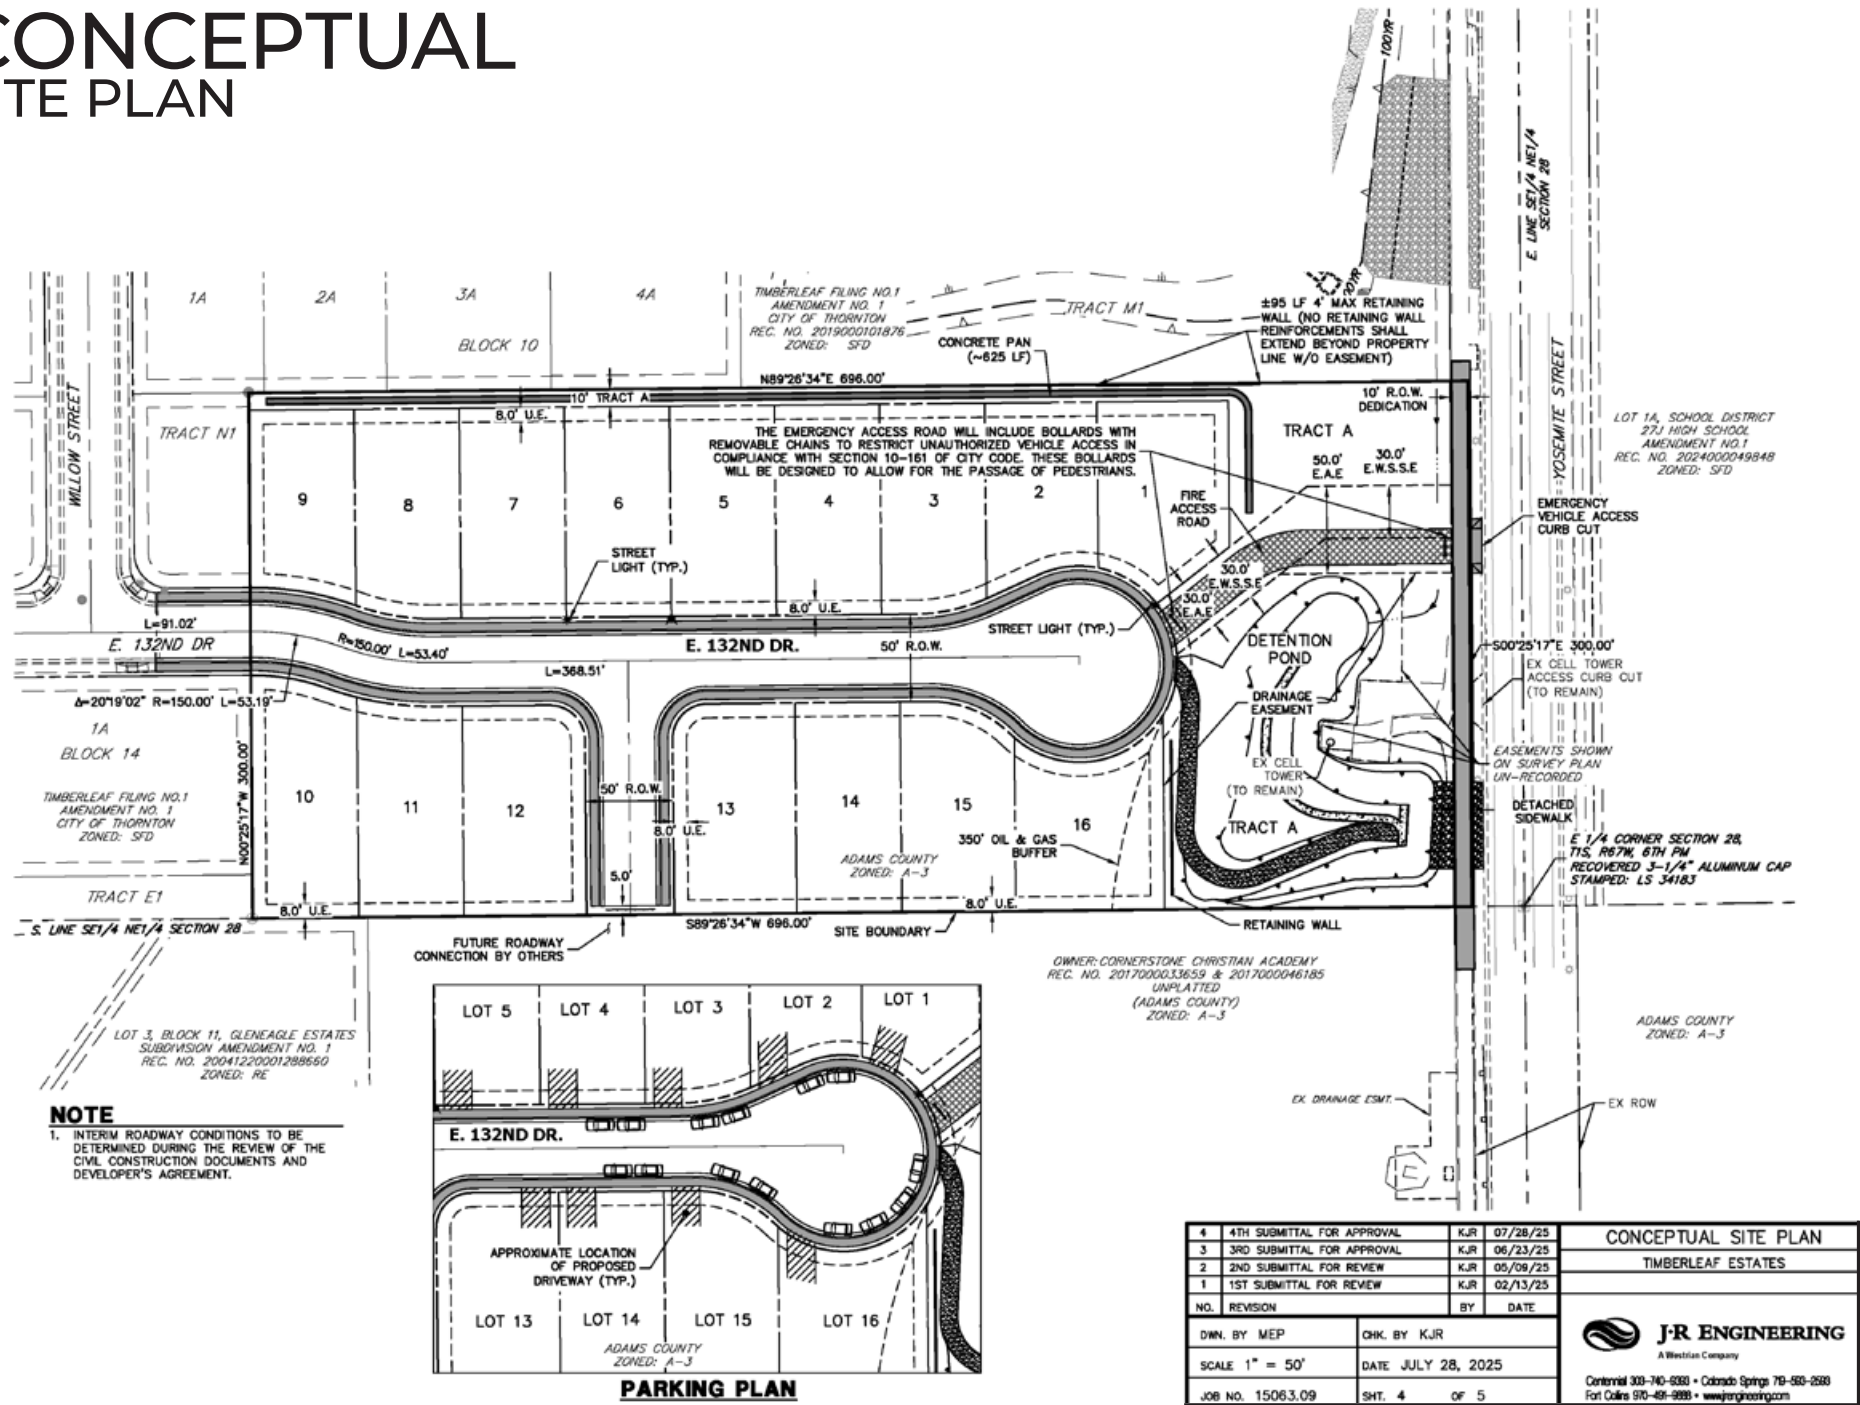 CONCEPTUAL
TE PLAN
100YR
E. LINE SE1/4 NE1/4
SECTION 28
1A
2A
3A
4A
BLOCK 10
TIMBERLEAF FILING NO.1
AMENDMENT NO. 1
CITY OF THORNTON
REC. NO. 2019000101876
ZONED: SFD
TRACT M1
±95 LF 4' MAX RETAINING
WALL (NO RETAINING WALL
REINFORCEMENTS SHALL
EXTEND BEYOND PROPERTY
LINE W/O EASEMENT)
CONCRETE PAN
(~625 LF)
N89°26'34"E 696.00'
10' TRACT A
8.0' U.E.
10' R.O.W.
DEDICATION
WILLOW STREET
YOSEMITE STREET
TRACT N1
THE EMERGENCY ACCESS ROAD WILL INCLUDE BOLLARDS WITH
REMOVABLE CHAINS TO RESTRICT UNAUTHORIZED VEHICLE ACCESS IN
COMPLIANCE WITH SECTION 10-161 OF CITY CODE. THESE BOLLARDS
WILL BE DESIGNED TO ALLOW FOR THE PASSAGE OF PEDESTRIANS.
TRACT A
50.0'
E.A.E
30.0'
E.W.S.S.E
LOT 1A, SCHOOL DISTRICT
27J HIGH SCHOOL
AMENDMENT NO.1
REC. NO. 2024000049848
ZONED: SFD
9
8
7
6
5
4
3
2
1
FIRE
ACCESS
ROAD
EMERGENCY
VEHICLE ACCESS
CURB CUT
STREET
LIGHT (TYP.)
30.0'
E.W.S.S.E
30.0'
E.A.E
8.0' U.E.
L=91.02'
E. 132ND DR
R=150.00' L=53.40'
E. 132ND DR.
50' R.O.W.
STREET LIGHT (TYP.)
DETENTION
POND
S00°25'17"E 300.00'
L=368.51'
Δ=20°19'02" R=150.00' L=53.19'
DRAINAGE
EASEMENT
EX CELL TOWER
ACCESS CURB CUT
(TO REMAIN)
1A
BLOCK 14
N00°25'17"W 300.00'
TIMBERLEAF FILING NO.1
AMENDMENT NO. 1
CITY OF THORNTON
ZONED: SFD
10
11
12
50' R.O.W.
8.0' U.E.
13
14
15
16
EX CELL
TOWER
(TO REMAIN)
EASEMENTS SHOWN
ON SURVEY PLAN
UN-RECORDED
TRACT A
DETACHED
SIDEWALK
350' OIL & GAS
BUFFER
ADAMS COUNTY
ZONED: A-3
E 1/4 CORNER SECTION 28,
T1S, R67W, 6TH PM
RECOVERED 3-1/4" ALUMINUM CAP
STAMPED: LS 34183
TRACT E1
5.0'
8.0' U.E.
8.0' U.E.
S. LINE SE1/4 NE1/4 SECTION 28
S89°26'34"W 696.00'
SITE BOUNDARY
RETAINING WALL
FUTURE ROADWAY
CONNECTION BY OTHERS
OWNER: CORNERSTONE CHRISTIAN ACADEMY
REC. NO. 2017000033659 & 2017000046185
UNPLATTED
(ADAMS COUNTY)
ZONED: A-3
ADAMS COUNTY
ZONED: A-3
LOT 3, BLOCK 11, GLENEAGLE ESTATES
SUBDIVISION AMENDMENT NO. 1
REC. NO. 20041220001288660
ZONED: RE
LOT 5
LOT 4
LOT 3
LOT 2
LOT 1
EX. DRAINAGE ESMT.
EX ROW
NOTE
1. INTERIM ROADWAY CONDITIONS TO BE
DETERMINED DURING THE REVIEW OF THE
CIVIL CONSTRUCTION DOCUMENTS AND
DEVELOPER'S AGREEMENT.
E. 132ND DR.
APPROXIMATE LOCATION
OF PROPOSED
DRIVEWAY (TYP.)
LOT 13
LOT 14
LOT 15
LOT 16
ADAMS COUNTY
ZONED: A-3
PARKING PLAN
4 4TH SUBMITTAL FOR APPROVAL KJR 07/28/25
3 3RD SUBMITTAL FOR APPROVAL KJR 06/23/25
2 2ND SUBMITTAL FOR REVIEW KJR 05/09/25
1 1ST SUBMITTAL FOR REVIEW KJR 02/13/25
NO. REVISION BY DATE
DWN. BY MEP CHK. BY KJR
SCALE 1" = 50' DATE JULY 28, 2025
JOB NO. 15063.09 SHT. 4 OF 5
CONCEPTUAL SITE PLAN
TIMBERLEAF ESTATES
J·R ENGINEERING
A Westrian Company
Centennial 303-740-9393 • Colorado Springs 719-593-2593
Fort Collins 970-491-9888 • www.jrengineering.com